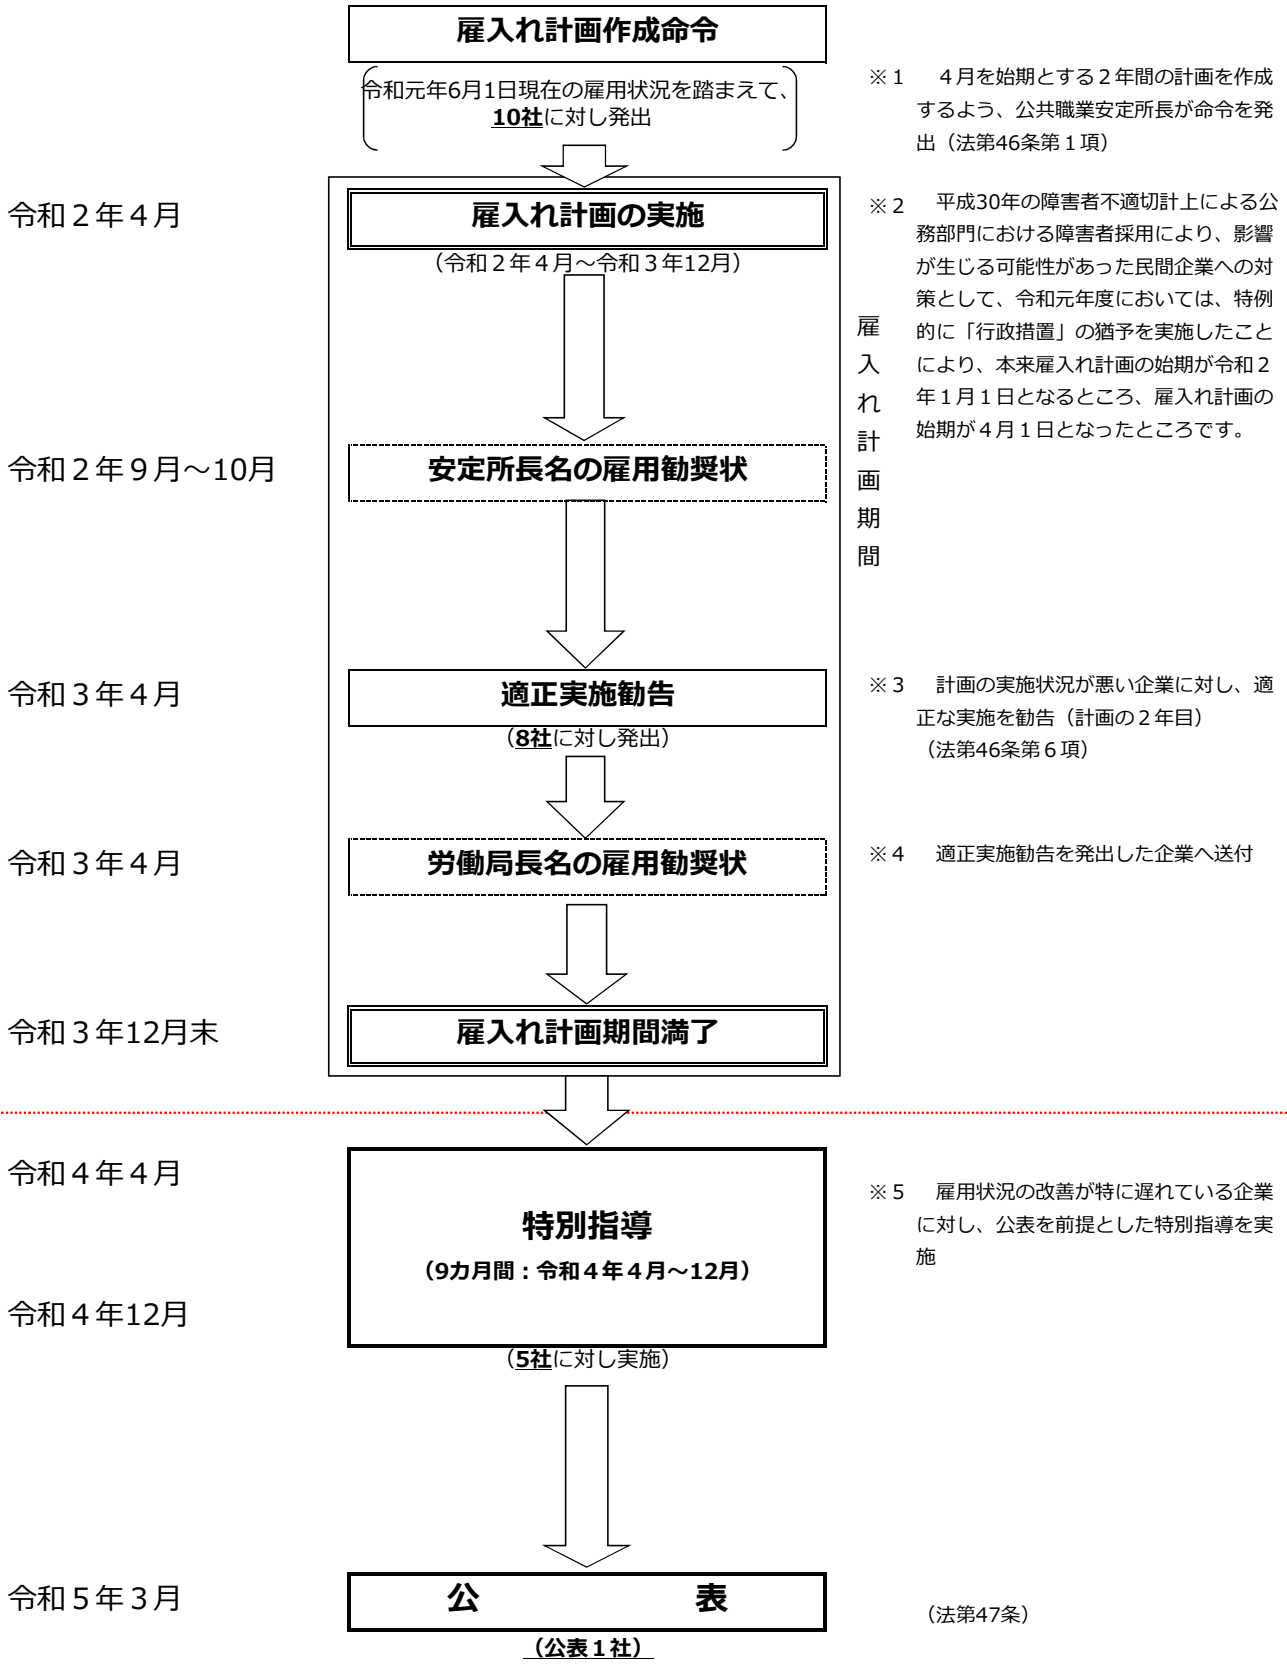 雇入れ計画作成命令
令和元年6月1日現在の雇用状況を踏まえて、
10社に対し発出
※１　４月を始期とする２年間の計画を作成
するよう、公共職業安定所長が命令を発
出（法第46条第１項）
令和２年４月
雇入れ計画の実施
（令和２年４月～令和３年12月）
※２　平成30年の障害者不適切計上による公
務部門における障害者採用により、影響
が生じる可能性があった民間企業への対
策として、令和元年度においては、特例
的に「行政措置」の猶予を実施したこと
により、本来雇入れ計画の始期が令和２
年１月１日となるところ、雇入れ計画の
始期が４月１日となったところです。
雇入れ計画期間
令和２年９月～10月
安定所長名の雇用勧奨状
令和３年４月
適正実施勧告
（8社に対し発出）
※３　計画の実施状況が悪い企業に対し、適
正な実施を勧告（計画の２年目）
（法第46条第６項）
令和３年４月
労働局長名の雇用勧奨状
※４　適正実施勧告を発出した企業へ送付
令和３年12月末
雇入れ計画期間満了
令和４年４月
特別指導
（9カ月間：令和４年４月～12月）
令和４年12月
（5社に対し実施）
※５　雇用状況の改善が特に遅れている企業
に対し、公表を前提とした特別指導を実
施
令和５年３月
公　表
（公表１社）
（法第47条）